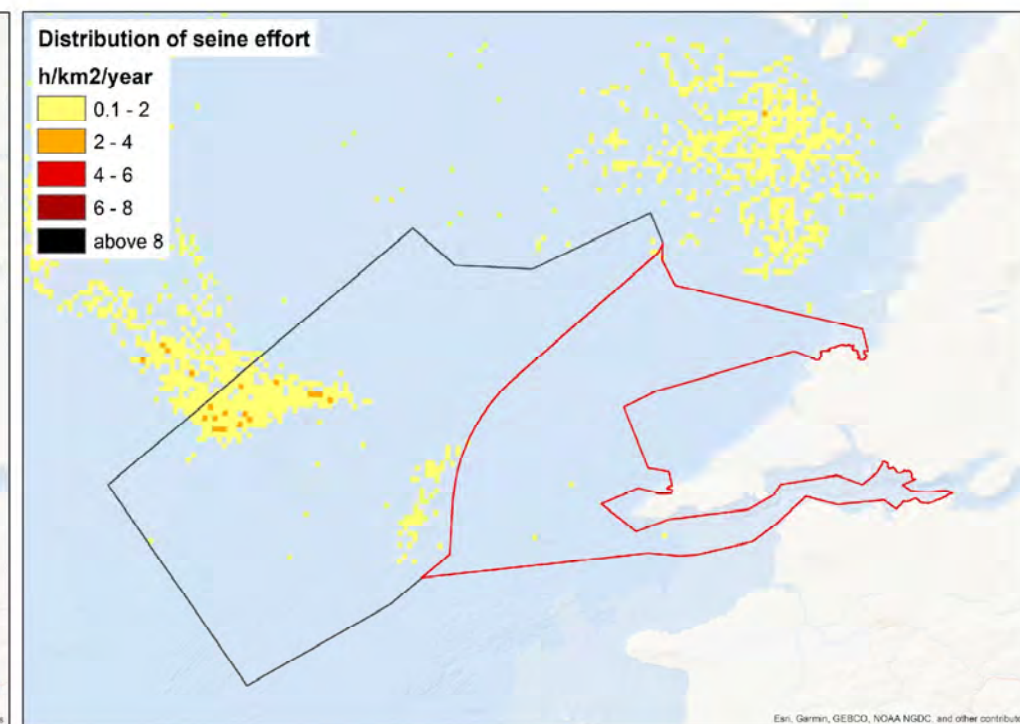 Distribution of seine effort
h/km2/year
0.1 - 2
2 - 4
4 - 6
6 - 8
above 8
Esri, Garmin, GEBCO, NOAA NGDC, and other contributo